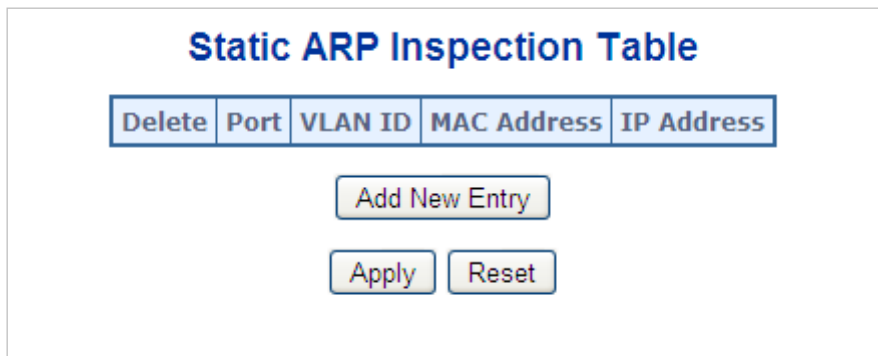 Static ARP Inspection Table
Delete Port VLAN ID MAC Address IP Address
Add New Entry
Apply Reset